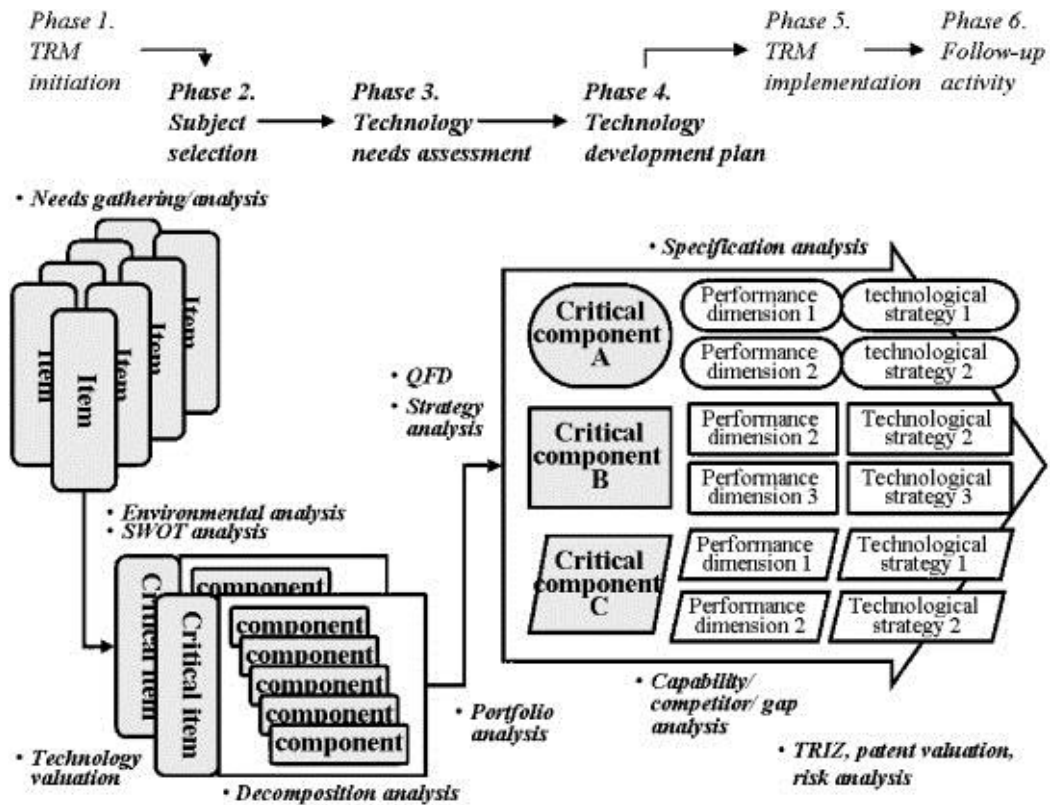 Phase 1.
TRM
initiation
Phase 2.
Subject
selection
Phase 3.
Technology
needs assessment
Phase 4.
Technology
development plan
Phase 5.
TRM
implementation
Phase 6.
Follow-up
activity
• Needs gathering/analysis
Item
Item
Item
Item
Item
• Environmental analysis
• SWOT analysis
Critical item
Critical item
component
component
component
component
component
component
• Technology
valuation
• Decomposition analysis
• QFD
• Strategy
analysis
• Portfolio
analysis
• Specification analysis
Critical
component
A
Performance
dimension 1
technological
strategy 1
Performance
dimension 2
technological
strategy 2
Critical
component
B
Performance
dimension 2
Technological
strategy 2
Performance
dimension 3
Technological
strategy 3
Critical
component
C
Performance
dimension 1
Technological
strategy 1
Performance
dimension 2
Technological
strategy 2
• Capability/
competitor/ gap
analysis
• TRIZ, patent valuation,
risk analysis